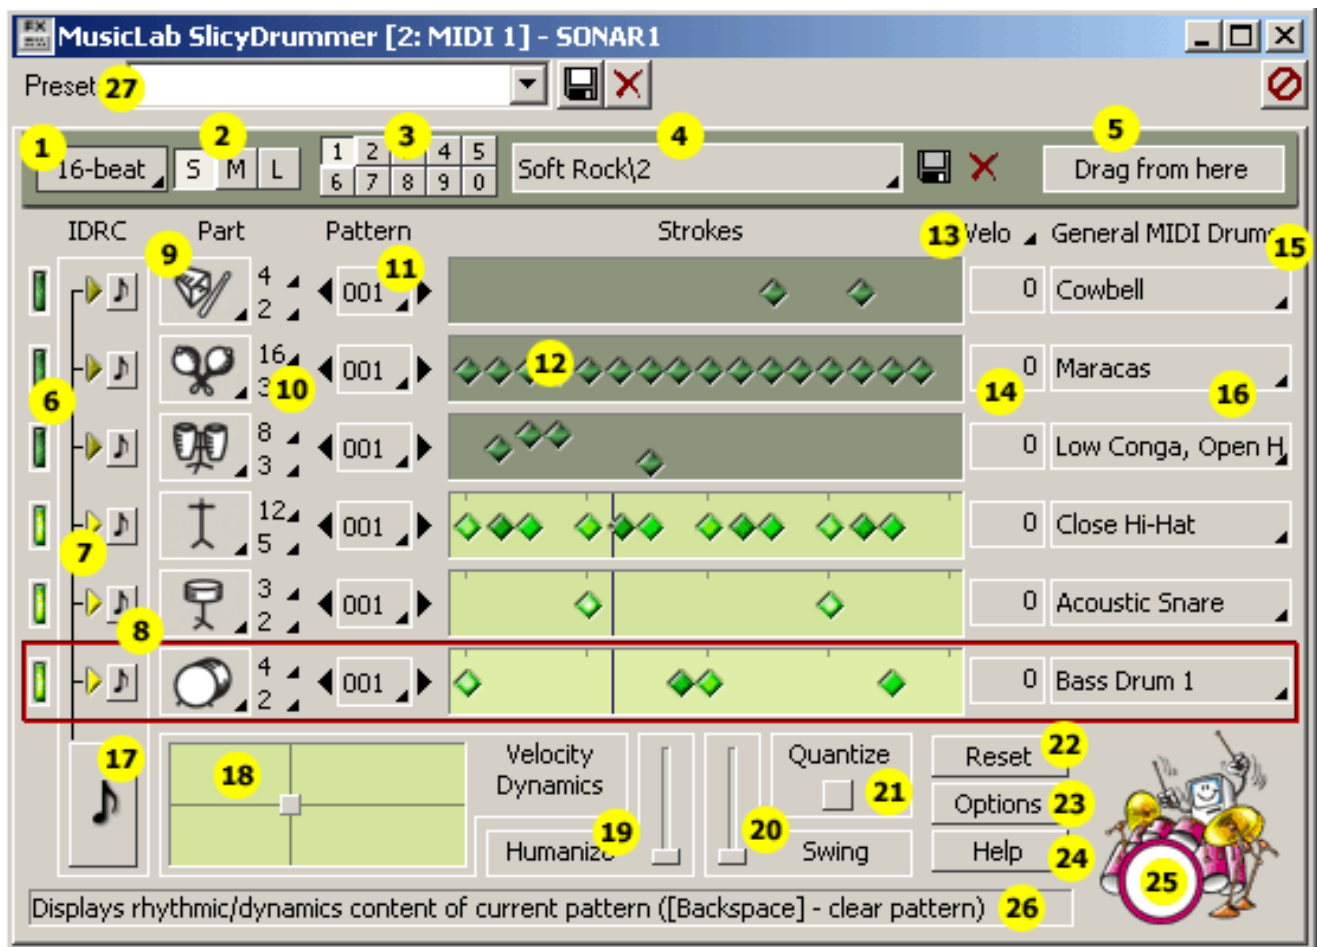 FX
MusicLab SlicyDrummer [2: MIDI 1] - SONAR1
Preset 27
1 2 3 4 5
16-beat S M L 1 2 4 5 Soft Rock\2 Drag from here
6 7 8 9 0
IDRC Part Pattern Strokes 13 Velo General MIDI Drums 15
9 4 2 11 001 0 Cowbell
6 16 3 10 001 12 14 0 Maracas 16
8 3 001 0 Low Conga, Open H
7 12 5 001 0 Close Hi-Hat
8 3 2 001 0 Acoustic Snare
4 2 001 0 Bass Drum 1
17 18 Velocity Quantize Reset 22
Dynamics 21 Options 23
19 Humanize 20 Swing Help 24
25
Displays rhythmic/dynamics content of current pattern ([Backspace] - clear pattern) 26